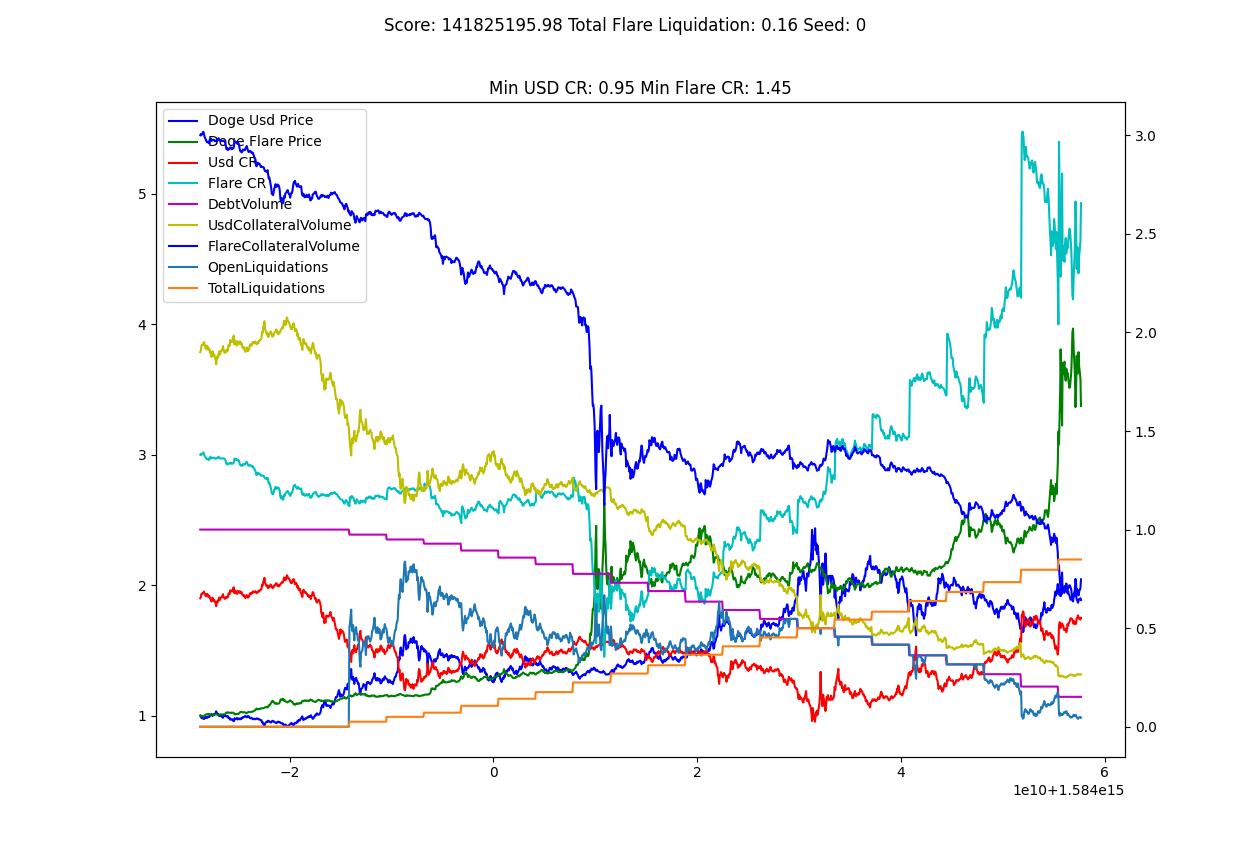 Score: 141825195.98 Total Flare Liquidation: 0.16 Seed: 0
Min USD CR: 0.95 Min Flare CR: 1.45
Doge Usd Price
Doge Flare Price
Usd CR
Flare CR
DebtVolume
UsdCollateralVolume
FlareCollateralVolume
OpenLiquidations
TotalLiquidations
5
4
3
2
1
3.0
2.5
2.0
1.5
1.0
0.5
0.0
−2
0
2
4
6
1e10+1.584e15